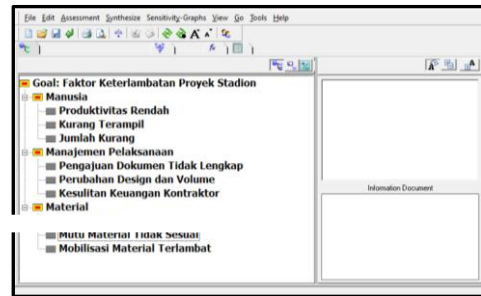 File Edit Assessment Synthesize Sensitivity-Graphs View Go Tools Help
Goal: Faktor Keterlambatan Proyek Stadion
Manusia
Produktivitas Rendah
Kurang Terampil
Jumlah Kurang
Manajemen Pelaksanaan
Pengajuan Dokumen Tidak Lengkap
Perubahan Design dan Volume
Kesulitan Keuangan Kontraktor
Material
Mutu Material Tidak Sesuai
Mobilisasi Material Terlambat
Information Document